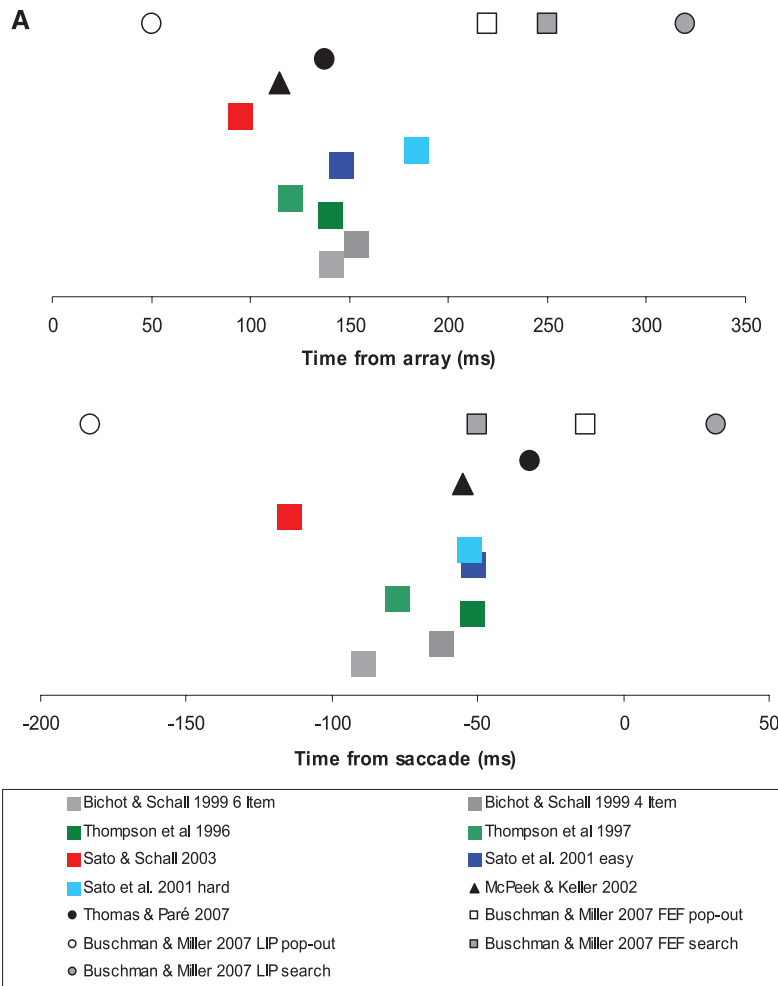 A
0 50 100 150 200 250 300 350
Time from array (ms)
-200 -150 -100 -50 0 50
Time from saccade (ms)
Bichot & Schall 1999 6 Item Bichot & Schall 1999 4 Item
Thompson et al 1996 Thompson et al 1997
Sato & Schall 2003 Sato et al. 2001 easy
Sato et al. 2001 hard McPeek & Keller 2002
Thomas & Paré 2007 Buschman & Miller 2007 FEF pop-out
Buschman & Miller 2007 LIP pop-out Buschman & Miller 2007 FEF search
Buschman & Miller 2007 LIP search